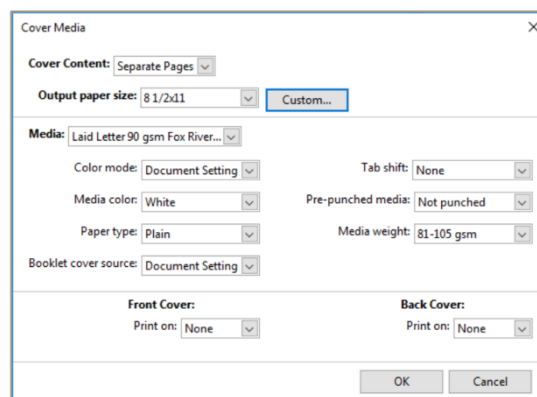 Cover Media
Cover Content: Separate Pages
Output paper size: 8 1/2x11 Custom...
Media: Laid Letter 90 gsm Fox River...
Color mode: Document Setting Tab shift: None
Media color: White Pre-punched media: Not punched
Paper type: Plain Media weight: 81-105 gsm
Booklet cover source: Document Setting
Front Cover: Back Cover:
Print on: None Print on: None
OK Cancel